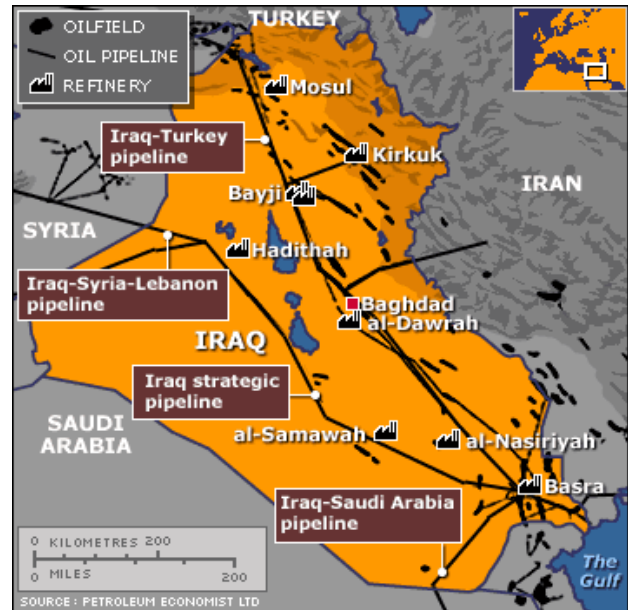 TURKEY
OILFIELD
OIL PIPELINE
REFINERY
Mosul
Iraq-Turkey
pipeline
Kirkuk
Bayji
IRAN
SYRIA
Hadithah
Iraq-Syria-Lebanon
pipeline
Baghdad
al-Dawrah
IRAQ
Iraq strategic
pipeline
SAUDI
ARABIA
al-Samawah
al-Nasiriyah
Basra
Iraq-Saudi Arabia
pipeline
0 KILOMETRES 200
0 MILES 200
The
Gulf
SOURCE: PETROLEUM ECONOMIST LTD